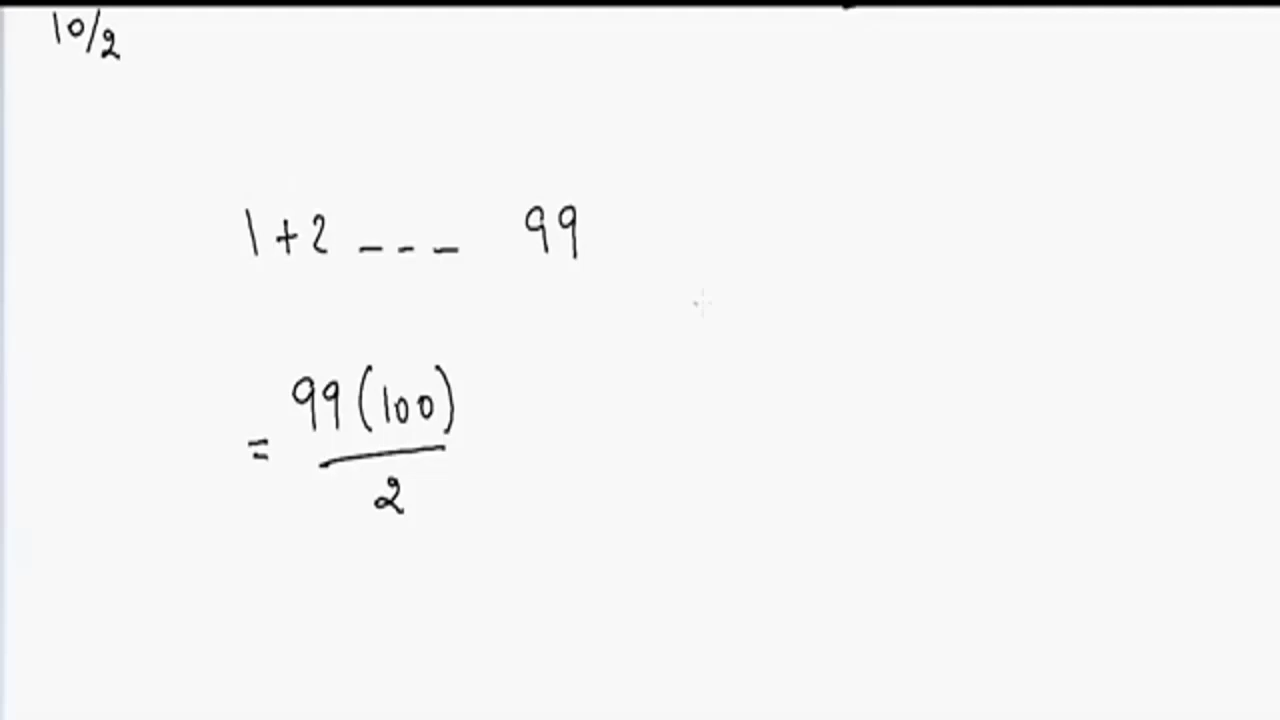 10/2
1+2 --- 99
= 99(100)/2